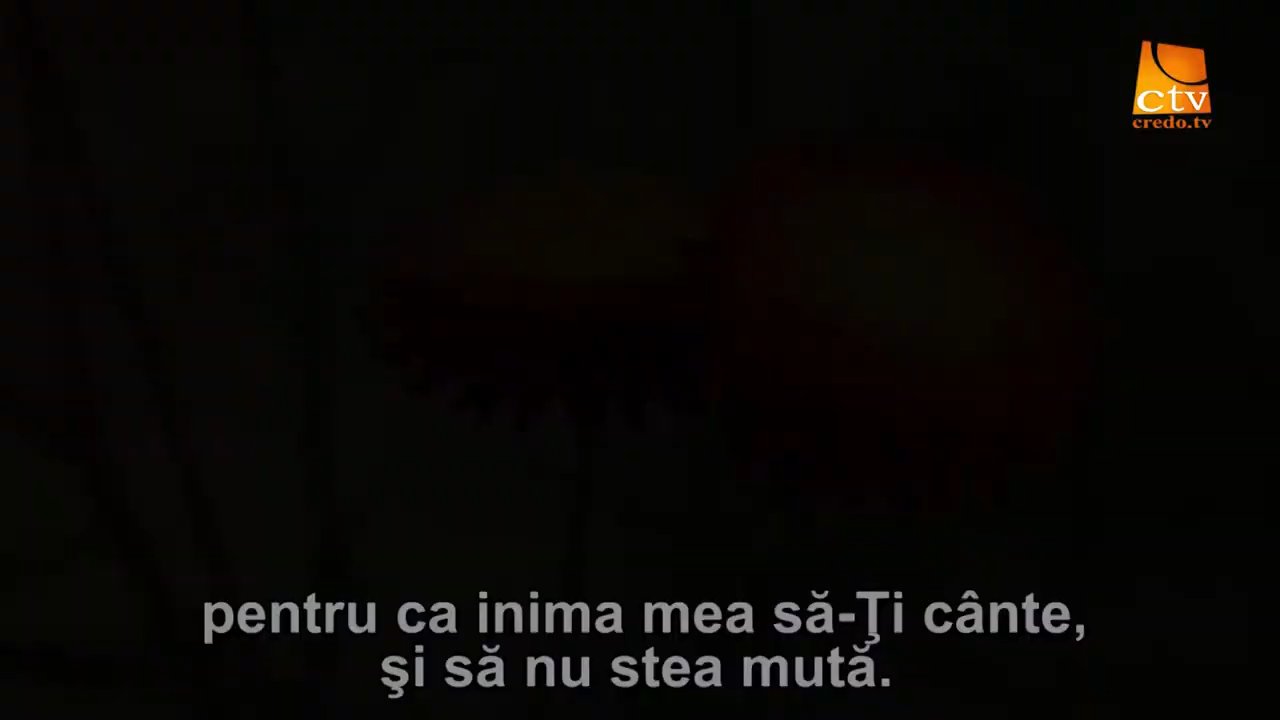 ctv
credo.tv
pentru ca inima mea să-Ţi cânte,
şi să nu stea mută.